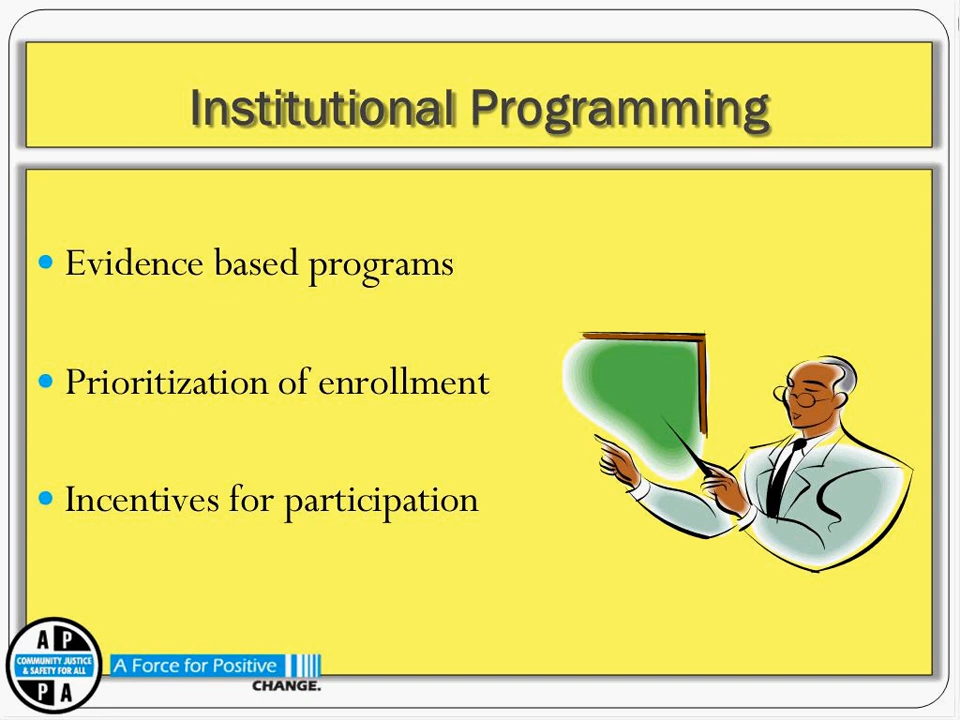 Institutional Programming
Evidence based programs
Prioritization of enrollment
Incentives for participation
A P
COMMUNITY JUSTICE
& SAFETY FOR ALL
P A
A Force for Positive
CHANGE.